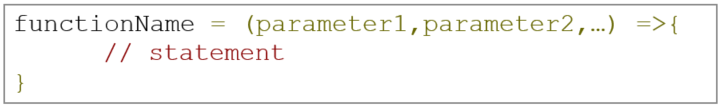 functionName = (parameter1,parameter2,…) =>{
// statement
}